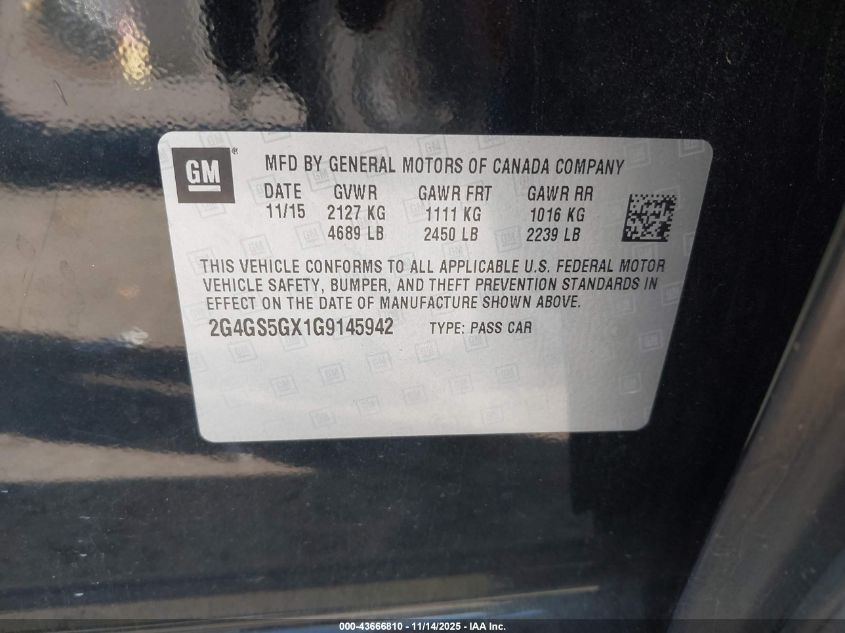 GM ®
MFD BY GENERAL MOTORS OF CANADA COMPANY
DATE GVWR GAWR FRT GAWR RR
11/15 2127 KG 1111 KG 1016 KG
4689 LB 2450 LB 2239 LB
THIS VEHICLE CONFORMS TO ALL APPLICABLE U.S. FEDERAL MOTOR
VEHICLE SAFETY, BUMPER, AND THEFT PREVENTION STANDARDS IN
EFFECT ON THE DATE OF MANUFACTURE SHOWN ABOVE.
2G4GS5GX1G9145942 TYPE: PASS CAR
000-43666810 - 11/14/2025 - IAA Inc.